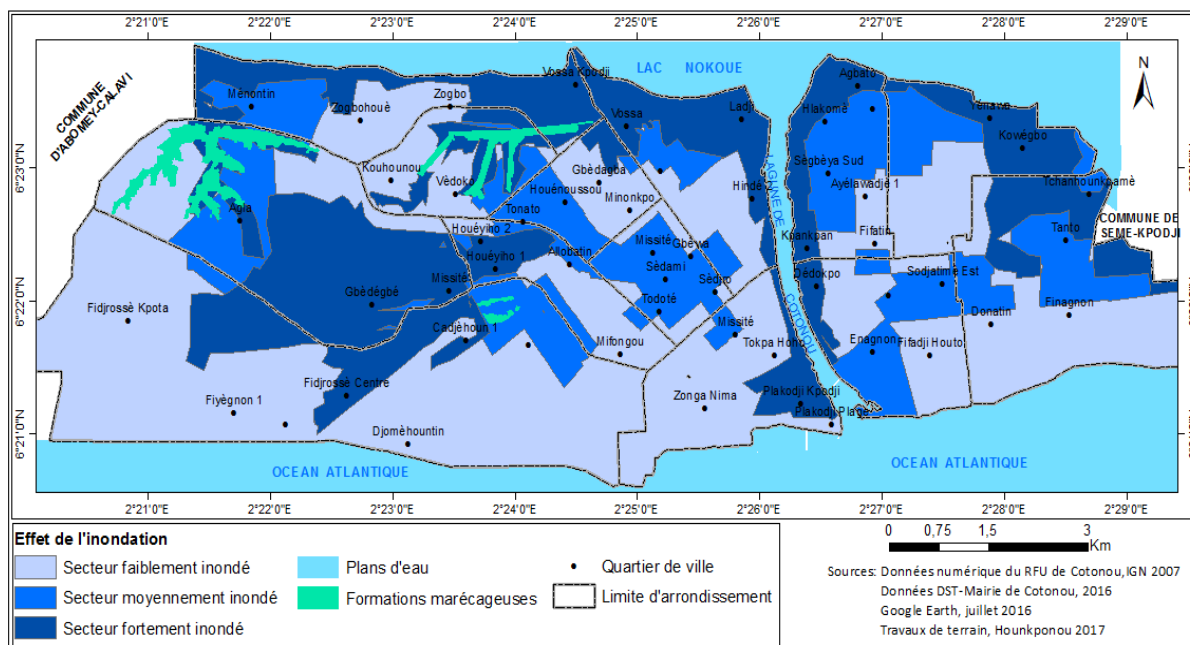 2°21'0"E 2°22'0"E 2°23'0"E 2°24'0"E 2°25'0"E 2°26'0"E 2°27'0"E 2°28'0"E 2°29'0"E
COMMUNE
D'ABOMEY-CALAVI
LAC NOKOUE
N
Vossa Kpodji
Agbato
Ménontin
Zogbohouè
Zogbo
Vossa
Ladji
Hlakomè
Yénawa
Kowégbo
6°23'0"N
Kouhounou
Vêdoko
Gbèdagba
Houénoussou
Minonkpo
Hindé 2
LAGUNE DE COTONOU
Sègbèya Sud
Ayélawadjè 1
Tchanhounkpamè
COMMUNE DE
SEME-KPODJI
Agla
Tonato
Houéyiho 2
Houéyiho 1
Allobatin
Missité
Gbéwa
Sèdami
Kpankpan
Fifatin
Tanto
6°22'0"N
Fidjrossè Kpota
Gbèdégbé
Missité
Todotè
Sèdjro
Dédokpo
Sodjatimè Est
Donatin
Finagnon
Cadjèhoun 1
Mifongou
Missité
Tokpa Hoho
Enagnon
Fifadji Houto
Fidjrossè Centre
Fiyègnon 1
Zonga Nima
Plakodji Kpodji
Plakodji Plage
6°21'0"N
Djomèhountin
OCEAN ATLANTIQUE
OCEAN ATLANTIQUE
2°21'0"E 2°22'0"E 2°23'0"E 2°24'0"E 2°25'0"E 2°26'0"E 2°27'0"E 2°28'0"E 2°29'0"E
Effet de l'inondation
Secteur faiblement inondé
Secteur moyennement inondé
Secteur fortement inondé
Plans d'eau
Formations marécageuses
Quartier de ville
Limite d'arrondissement
0 0,75 1,5 3
Km
Sources: Données numérique du RFU de Cotonou,IGN 2007
Données DST-Mairie de Cotonou, 2016
Google Earth, juillet 2016
Travaux de terrain, Hounkponou 2017